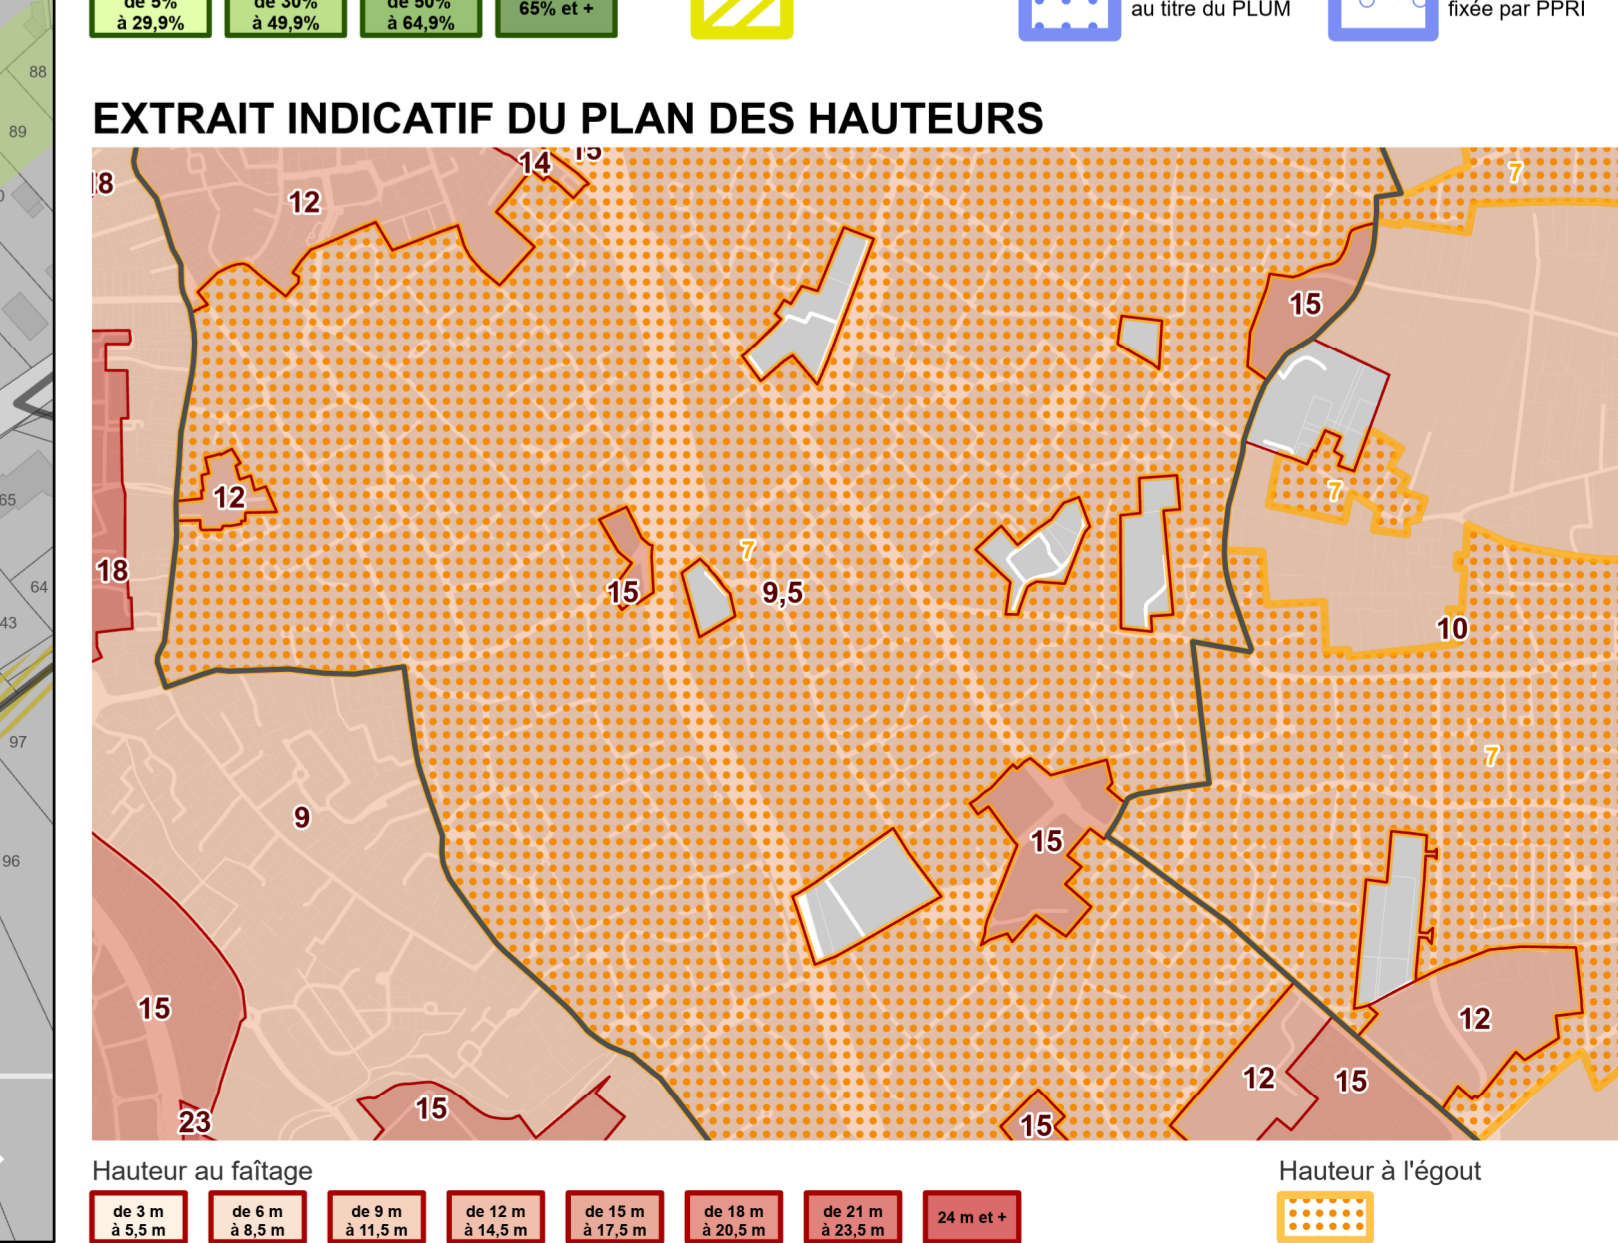 de 5%
à 29,9%
de 30%
à 49,9%
de 50%
à 64,9%
65% et +
au titre du PLUM
fixée par PPRI
88
89
65
64
43
97
96
EXTRAIT INDICATIF DU PLAN DES HAUTEURS
18
12
14
15
7
15
12
18
15
7
9,5
7
10
7
9
15
15
12
12
15
15
23
15
15
Hauteur au faîtage
Hauteur à l'égout
de 3 m
à 5,5 m
de 6 m
à 8,5 m
de 9 m
à 11,5 m
de 12 m
à 14,5 m
de 15 m
à 17,5 m
de 18 m
à 20,5 m
de 21 m
à 23,5 m
24 m et +